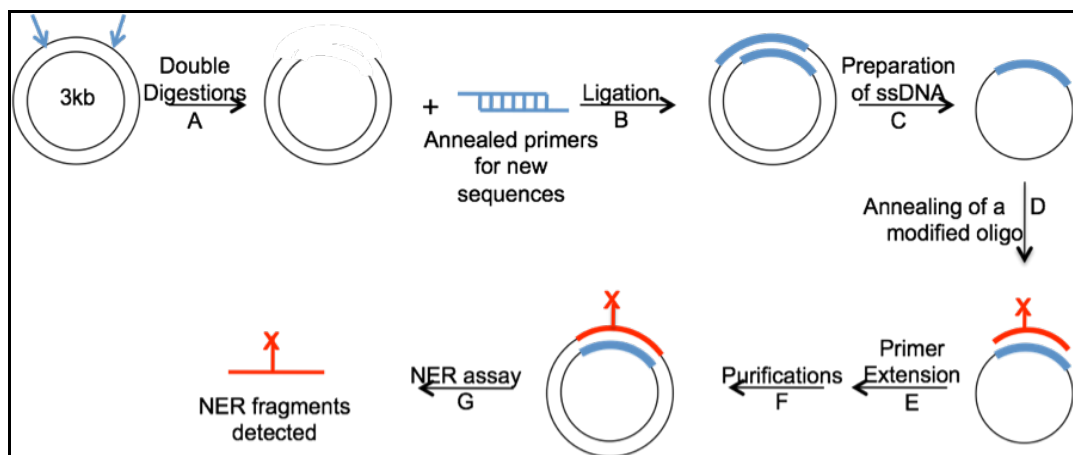 3kb
Double
Digestions
A
+
Annealed primers
for new
sequences
Ligation
B
Preparation
of ssDNA
C
Annealing of a
modified oligo
D
X
Primer
Extension
E
Purifications
F
X
NER assay
G
X
NER fragments
detected